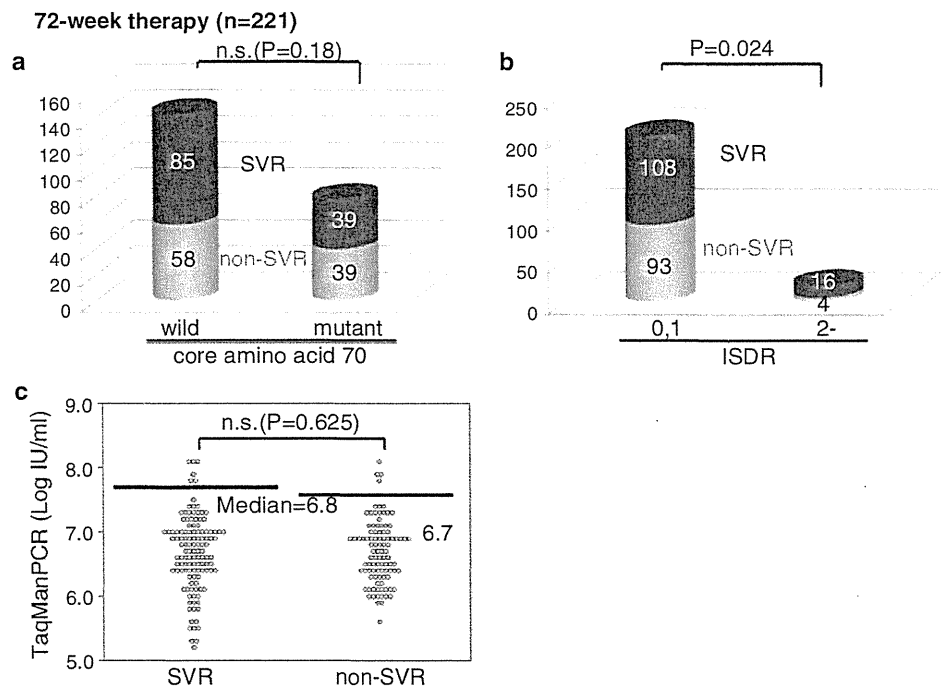 72-week therapy (n=221)
a
n.s.(P=0.18)
160
140
120
100
80
60
40
20
0
85
SVR
58
non-SVR
39
39
wild
mutant
core amino acid 70
b
P=0.024
250
200
150
100
50
0
108
SVR
93
non-SVR
16
4
0,1
2-
ISDR
c
TaqManPCR (Log IU/ml)
9.0
8.0
7.0
6.0
5.0
n.s.(P=0.625)
Median=6.8
6.7
SVR
non-SVR